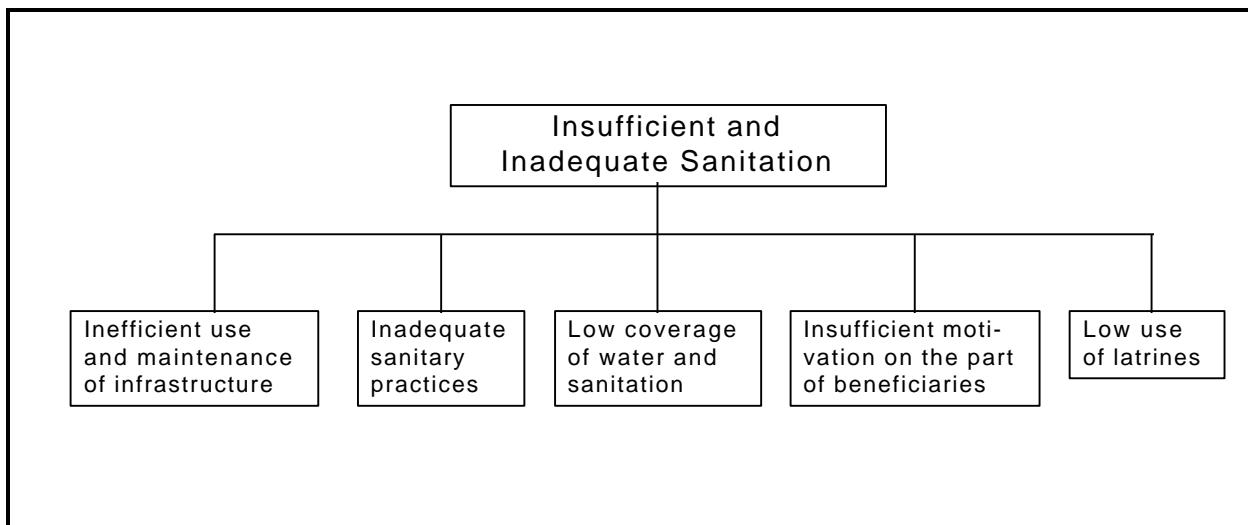 Insufficient and
Inadequate Sanitation
Inefficient use
and maintenance
of infrastructure
Inadequate
sanitary
practices
Low coverage
of water and
sanitation
Insufficient moti-
vation on the part
of beneficiaries
Low use
of latrines